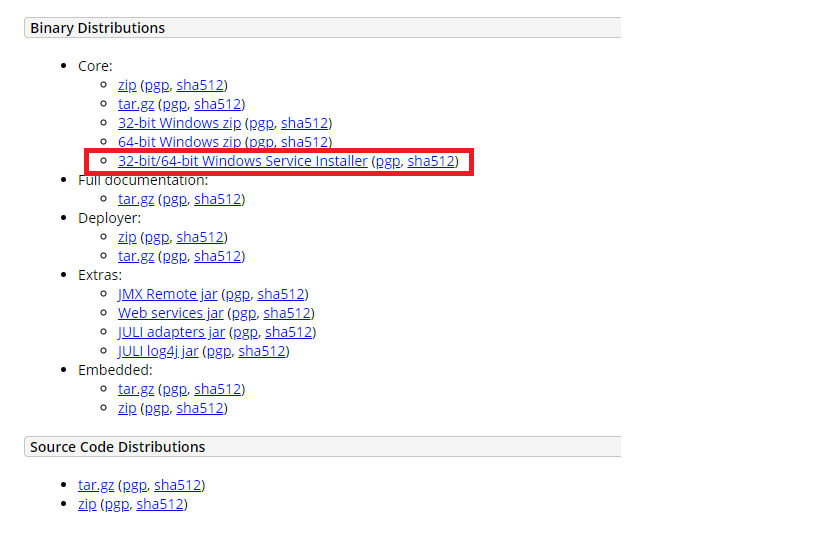 Binary Distributions
Core:
zip (pgp, sha512)
tar.gz (pgp, sha512)
32-bit Windows zip (pgp, sha512)
64-bit Windows zip (pgp, sha512)
32-bit/64-bit Windows Service Installer (pgp, sha512)
Full documentation:
tar.gz (pgp, sha512)
Deployer:
zip (pgp, sha512)
tar.gz (pgp, sha512)
Extras:
JMX Remote jar (pgp, sha512)
Web services jar (pgp, sha512)
JULI adapters jar (pgp, sha512)
JULI log4j jar (pgp, sha512)
Embedded:
tar.gz (pgp, sha512)
zip (pgp, sha512)
Source Code Distributions
tar.gz (pgp, sha512)
zip (pgp, sha512)